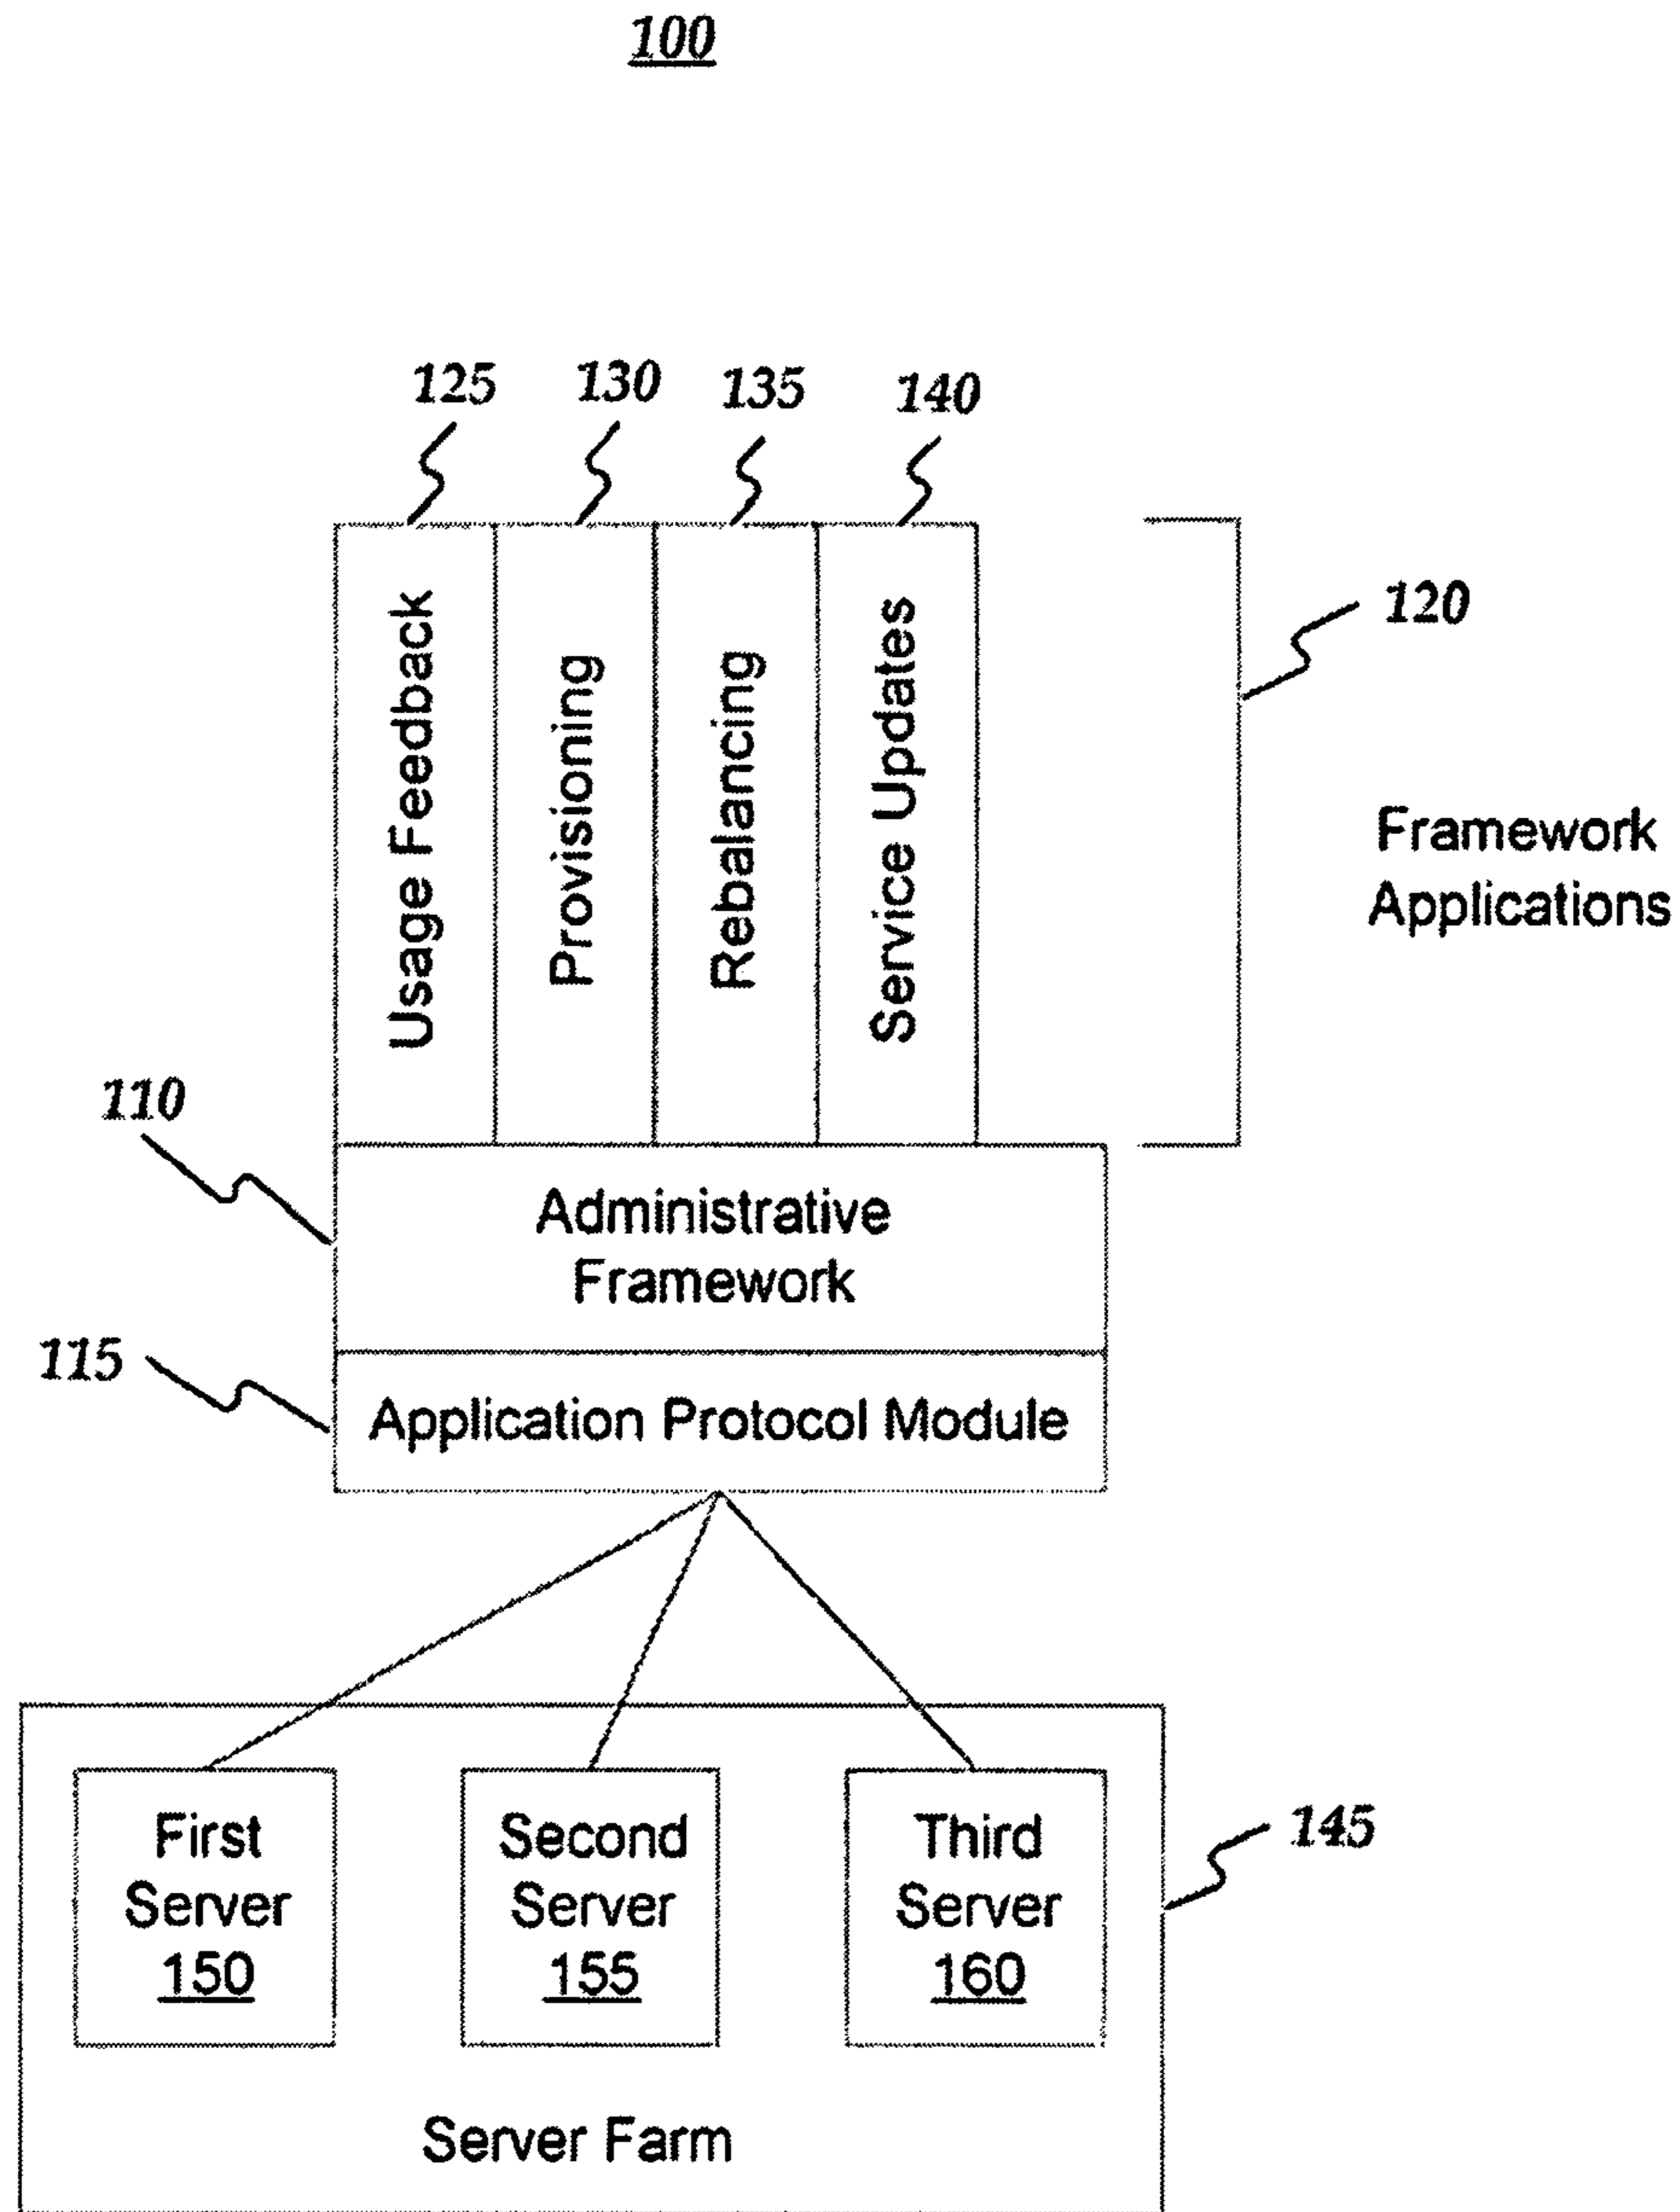 100
125 130 135 140
Usage Feedback
Provisioning
Rebalancing
Service Updates
120
Framework
Applications
110
Administrative
Framework
115
Application Protocol Module
First
Server
150
Second
Server
155
Third
Server
160
145
Server Farm